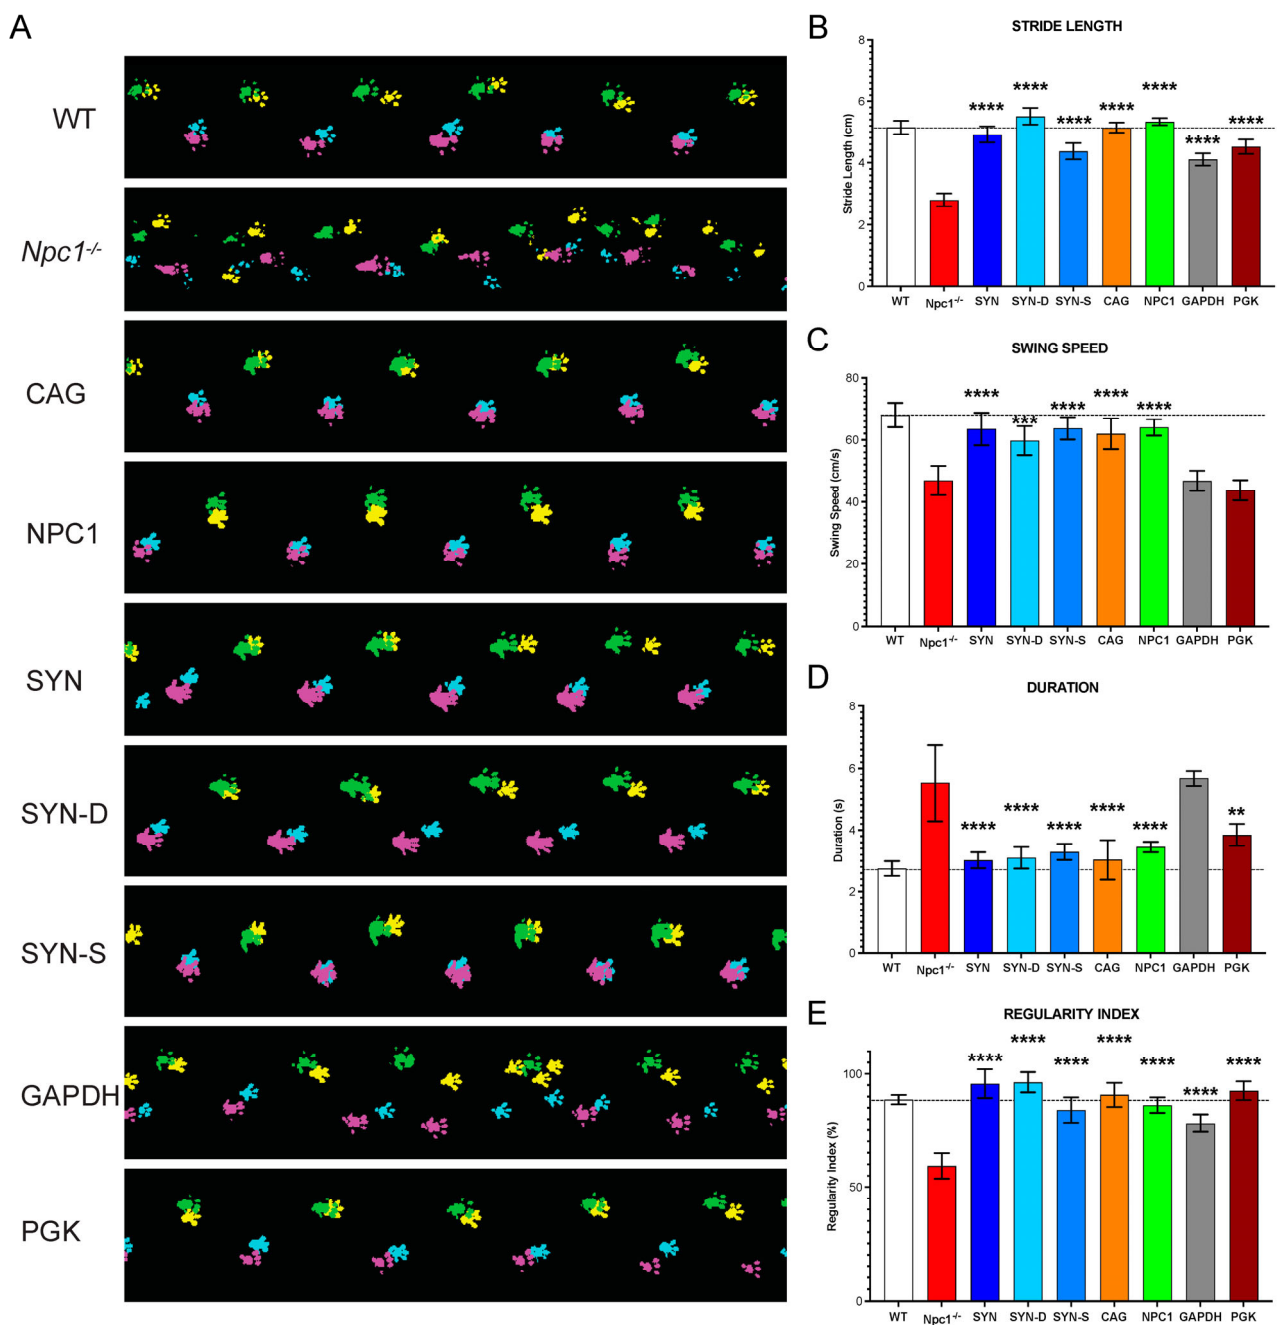 A
WT
Npc1-/-
CAG
NPC1
SYN
SYN-D
SYN-S
GAPDH
PGK
B
STRIDE LENGTH
Stride Length (cm)
8
6
4
2
0
**** **** **** **** **** **** ****
WT Npc1-/- SYN SYN-D SYN-S CAG NPC1 GAPDH PGK
C
SWING SPEED
Swing Speed (cm/s)
80
60
40
20
0
**** *** **** **** ****
WT Npc1-/- SYN SYN-D SYN-S CAG NPC1 GAPDH PGK
D
DURATION
Duration (s)
8
6
4
2
0
**** **** **** **** **** **
WT Npc1-/- SYN SYN-D SYN-S CAG NPC1 GAPDH PGK
E
REGULARITY INDEX
Regularity Index (%)
100
50
0
**** **** **** **** **** **** ****
WT Npc1-/- SYN SYN-D SYN-S CAG NPC1 GAPDH PGK